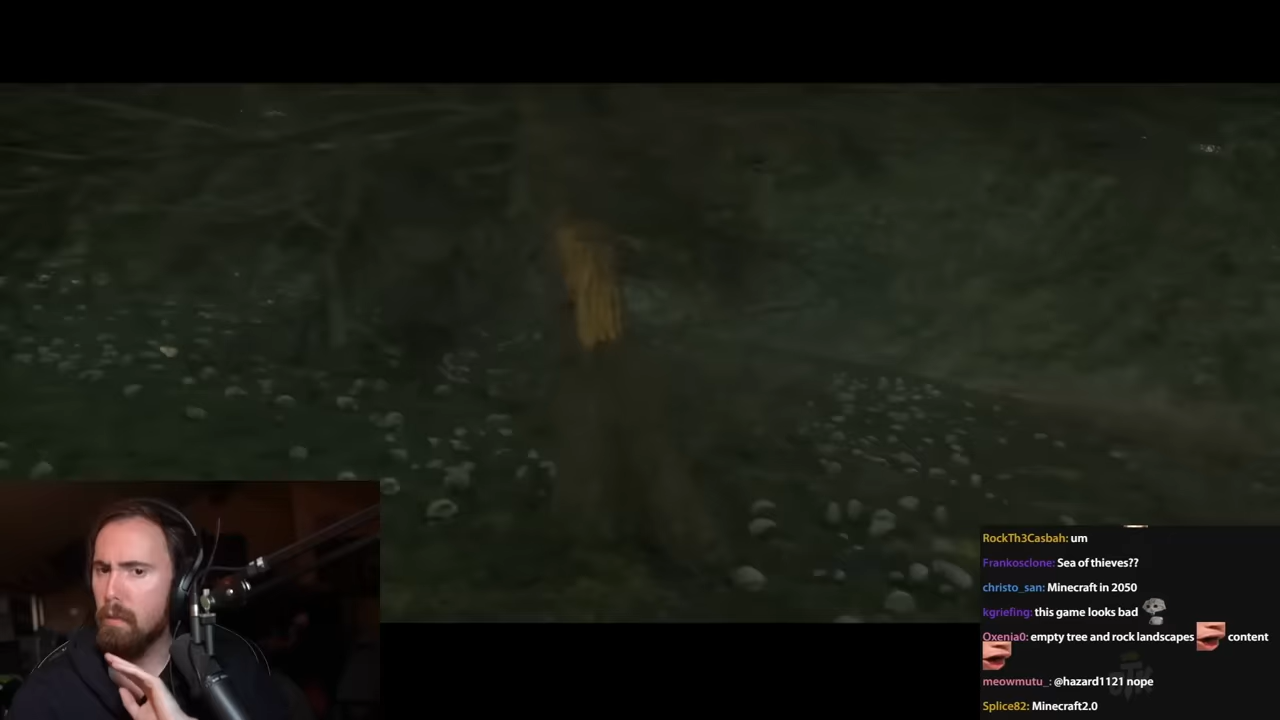 RockTh3Casbah: um
Frankosclone: Sea of thieves??
christo_san: Minecraft in 2050
kgriefing: this game looks bad
Oxenia0: empty tree and rock landscapes content
meowmutu_: @hazard1121 nope
Splice82: Minecraft2.0